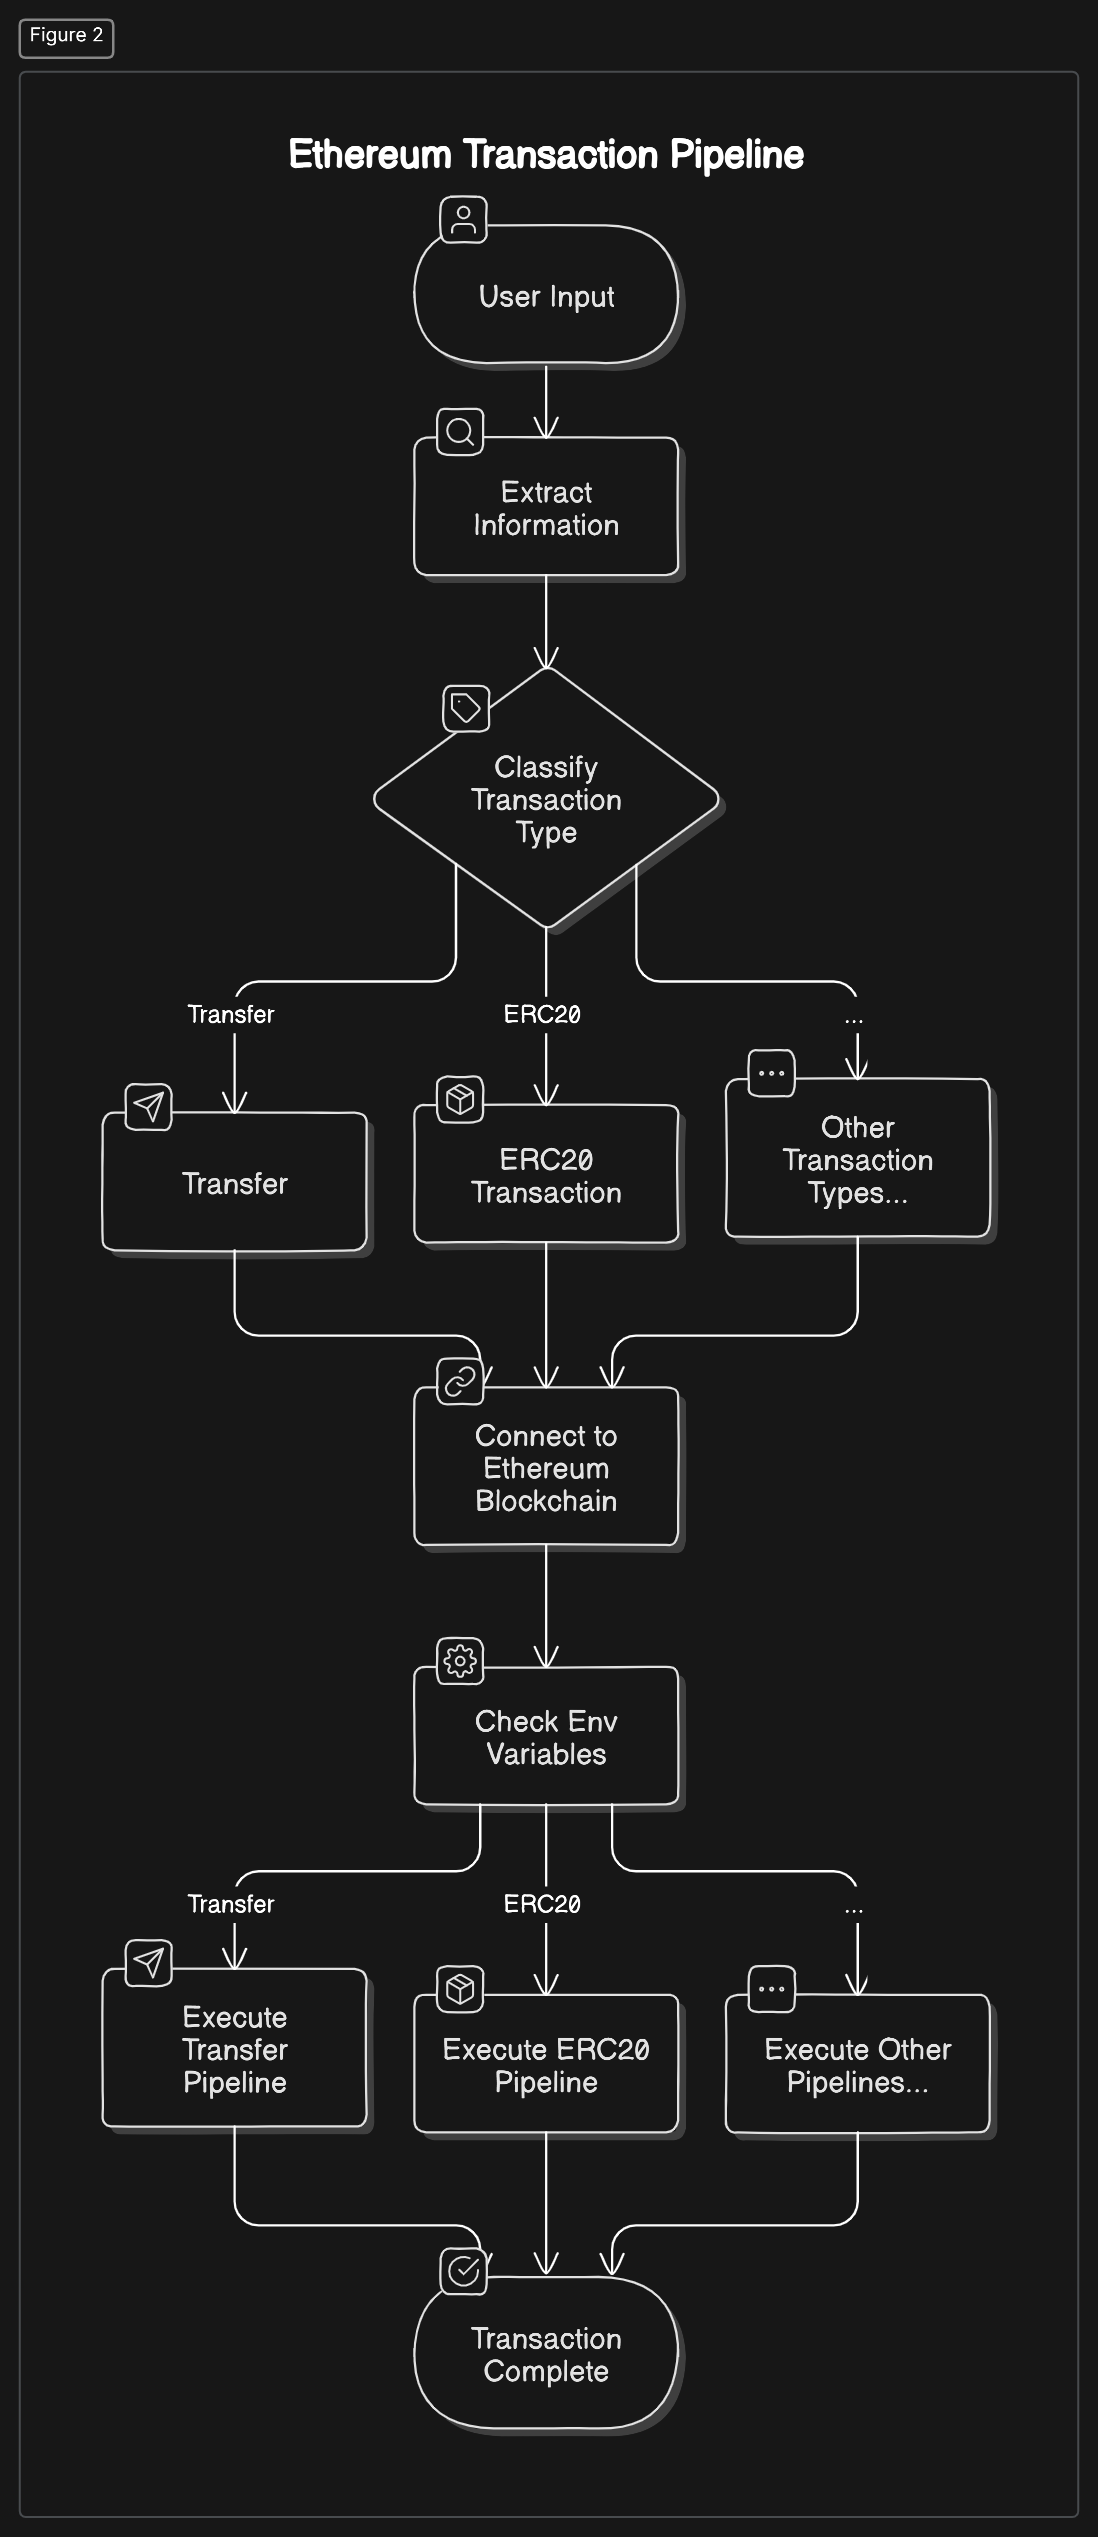 Figure 2
Ethereum Transaction Pipeline
User Input
Extract
Information
Classify
Transaction
Type
Transfer
ERC20
...
Transfer
ERC20
Transaction
Other
Transaction
Types...
Connect to
Ethereum
Blockchain
Check Env
Variables
Transfer
ERC20
...
Execute
Transfer
Pipeline
Execute ERC20
Pipeline
Execute Other
Pipelines...
Transaction
Complete